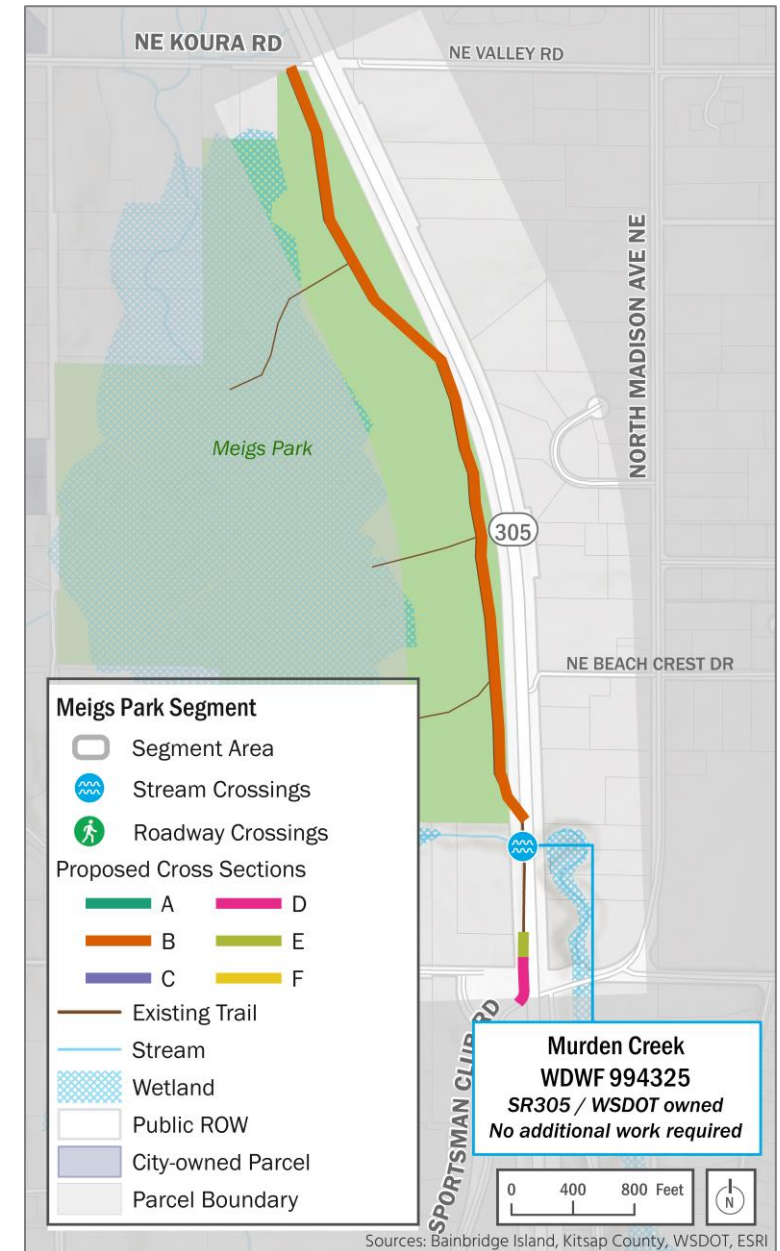 NE KOURA RD
NE VALLEY RD
NORTH MADISON AVE NE
Meigs Park
305
NE BEACH CREST DR
Meigs Park Segment
Segment Area
Stream Crossings
Roadway Crossings
Proposed Cross Sections
A D
B E
C F
Existing Trail
Stream
Wetland
Public ROW
City-owned Parcel
Parcel Boundary
SPORTSMAN CLUB RD
Murden Creek
WDWF 994325
SR305 / WSDOT owned
No additional work required
0 400 800 Feet
N
Sources: Bainbridge Island, Kitsap County, WSDOT, ESRI